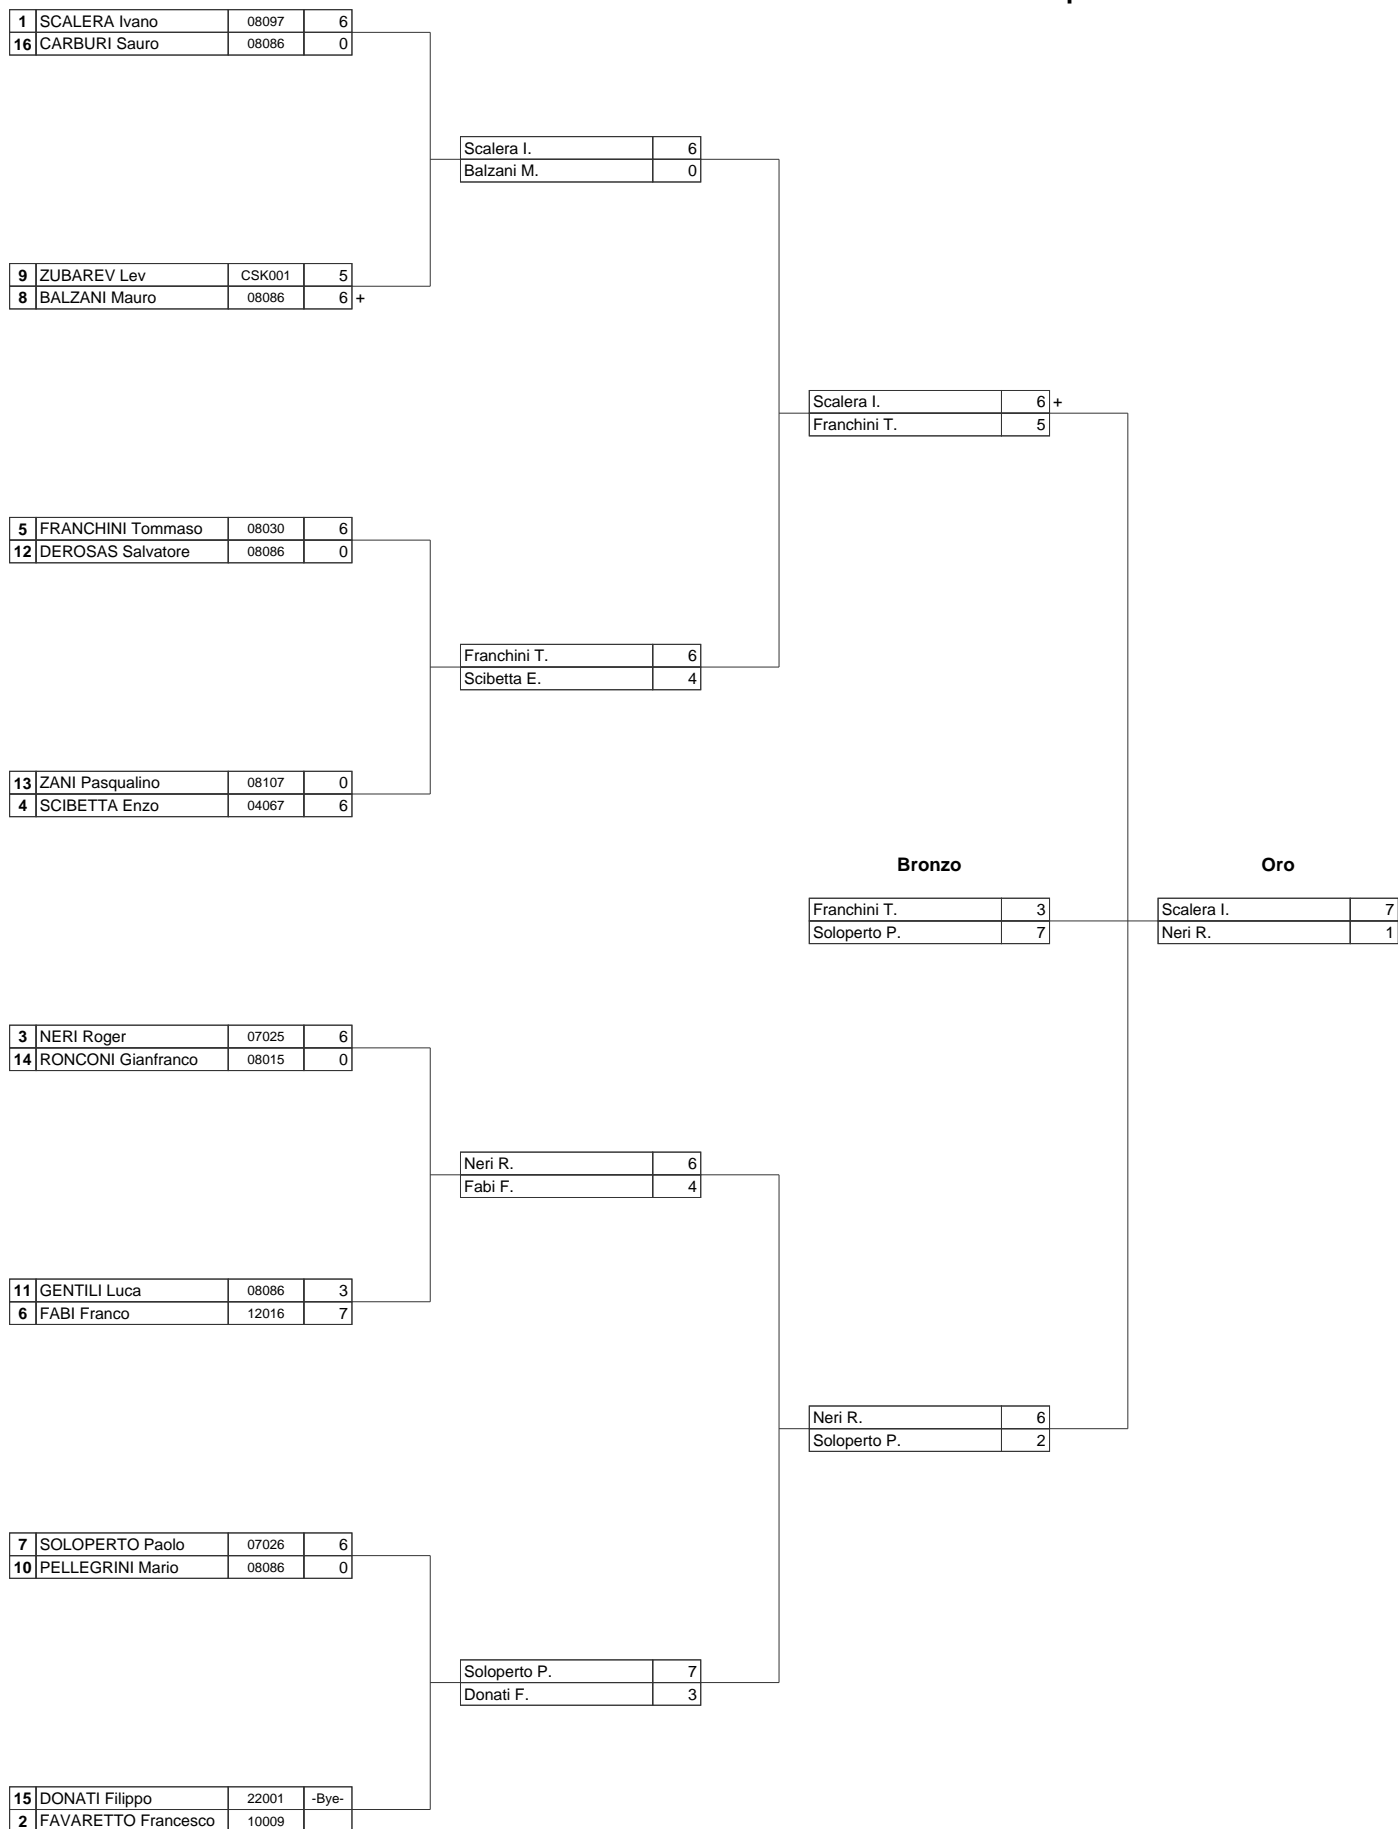 1 SCALERA Ivano 08097 6
16 CARBURI Sauro 08086 0
Scalera I. 6
Balzani M. 0
9 ZUBAREV Lev CSK001 5
8 BALZANI Mauro 08086 6 +
Scalera I. 6 +
Franchini T. 5
5 FRANCHINI Tommaso 08030 6
12 DEROSAS Salvatore 08086 0
Franchini T. 6
Scibetta E. 4
13 ZANI Pasqualino 08107 0
4 SCIBETTA Enzo 04067 6
Bronzo Oro
Franchini T. 3 Scalera I. 7
Soloperto P. 7 Neri R. 1
3 NERI Roger 07025 6
14 RONCONI Gianfranco 08015 0
Neri R. 6
Fabi F. 4
11 GENTILI Luca 08086 3
6 FABI Franco 12016 7
Neri R. 6
Soloperto P. 2
7 SOLOPERTO Paolo 07026 6
10 PELLEGRINI Mario 08086 0
Soloperto P. 7
Donati F. 3
15 DONATI Filippo 22001 -Bye-
2 FAVARETTO Francesco 10009